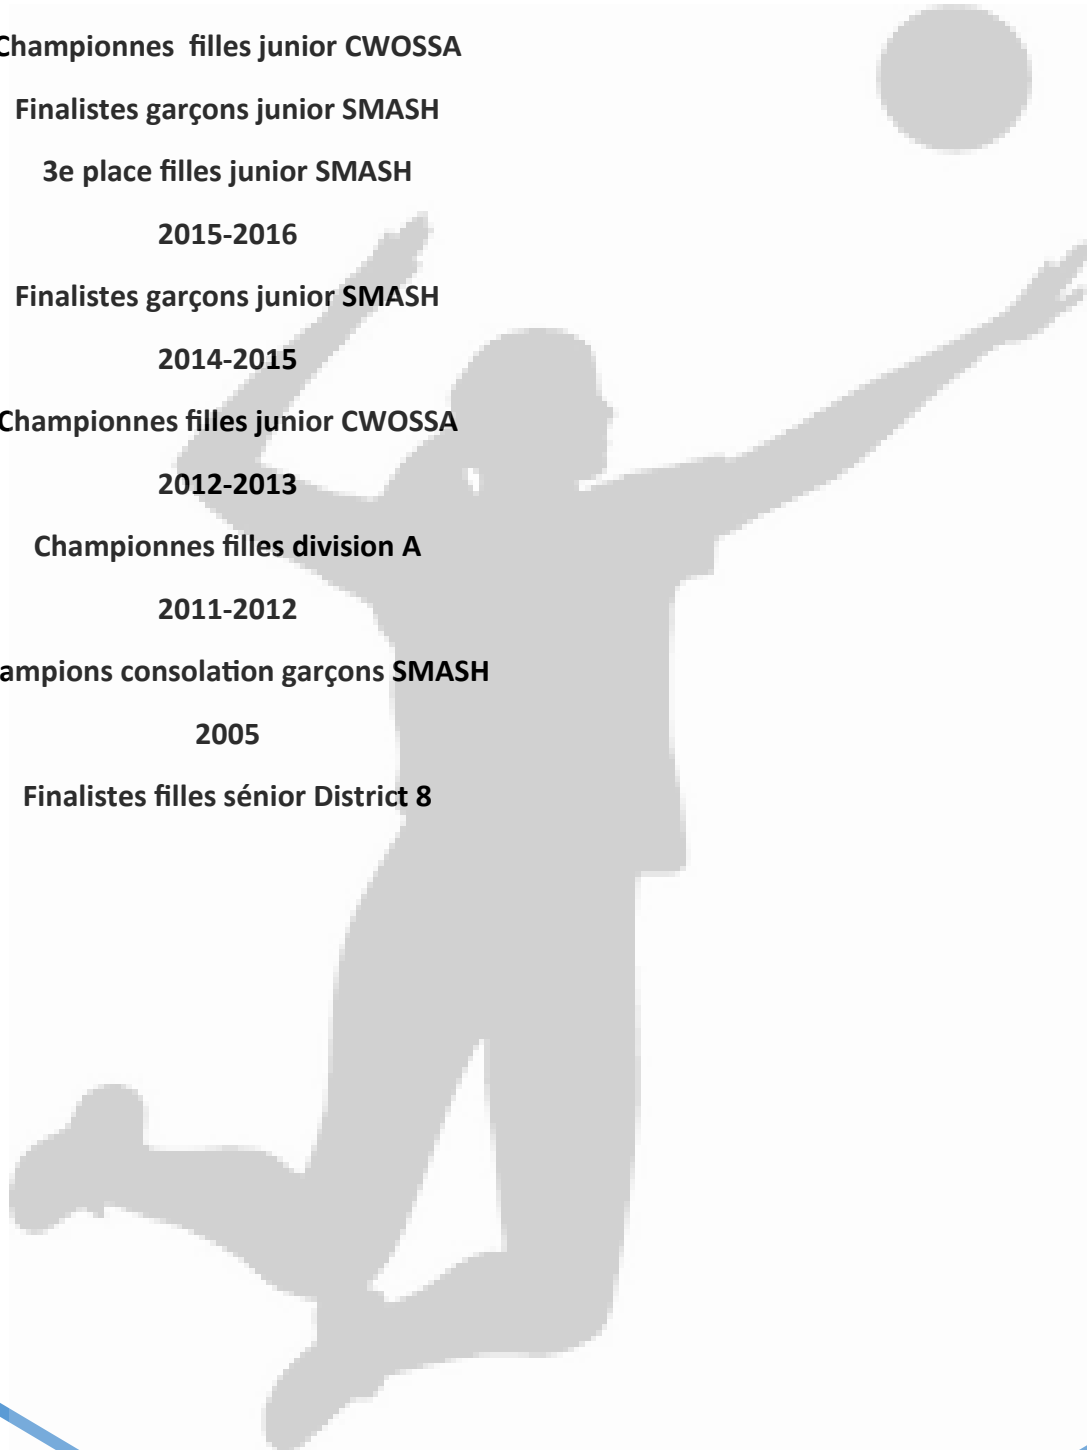 Championnes filles junior CWOSSA
Finalistes garçons junior SMASH
3e place filles junior SMASH
2015-2016
Finalistes garçons junior SMASH
2014-2015
Championnes filles junior CWOSSA
2012-2013
Championnes filles division A
2011-2012
ampions consolation garçons SMASH
2005
Finalistes filles sénior District 8